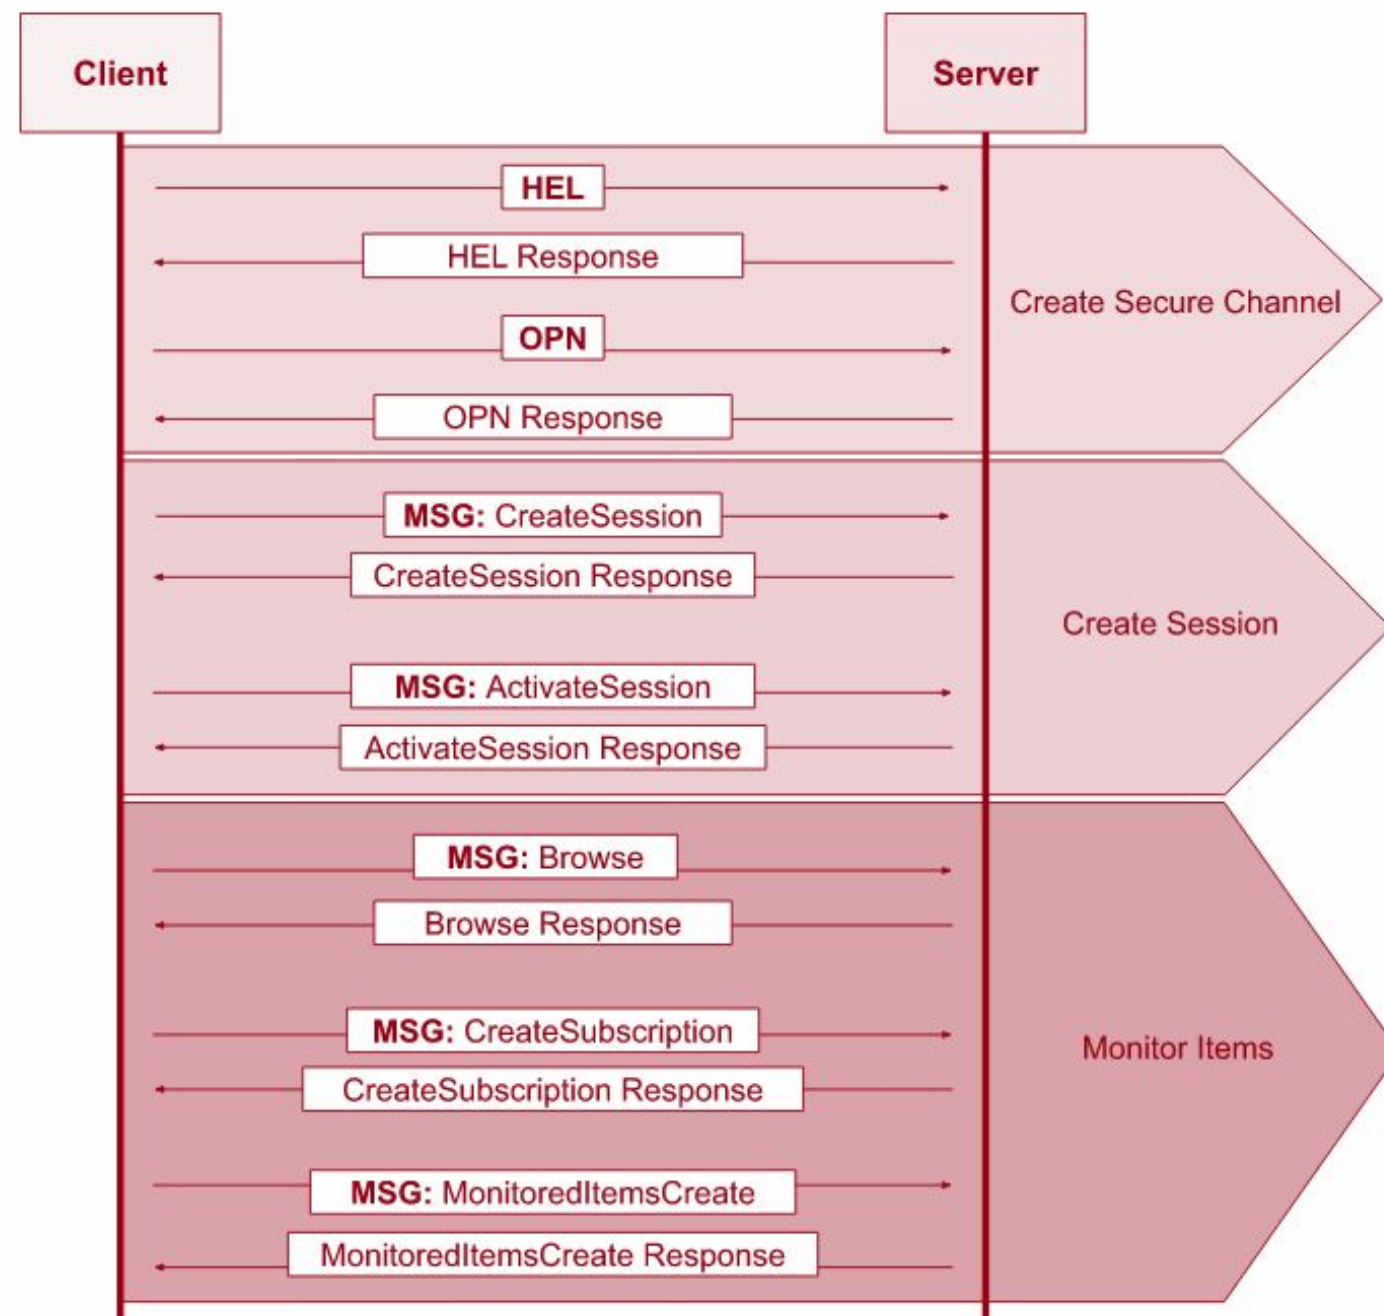 Client
Server
HEL
HEL Response
Create Secure Channel
OPN
OPN Response
MSG: CreateSession
CreateSession Response
Create Session
MSG: ActivateSession
ActivateSession Response
MSG: Browse
Browse Response
MSG: CreateSubscription
Monitor Items
CreateSubscription Response
MSG: MonitoredItemsCreate
MonitoredItemsCreate Response